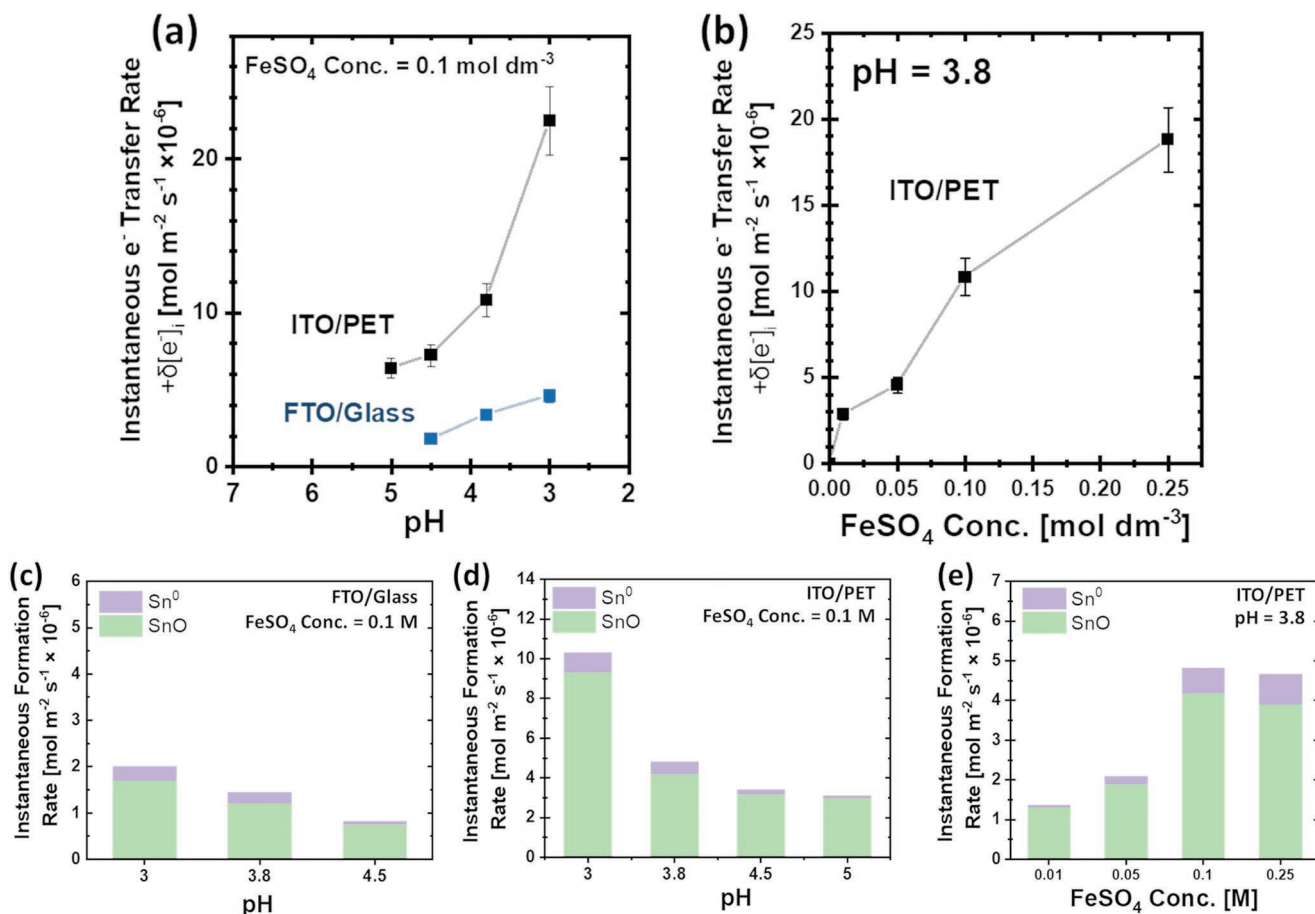 (a)
FeSO₄ Conc. = 0.1 mol dm⁻³
Instantaneous e⁻ Transfer Rate
+δ[e⁻]ᵢ [mol m⁻² s⁻¹ ×10⁻⁶]
20
10
0
ITO/PET
FTO/Glass
7 6 5 4 3 2
pH
(b)
pH = 3.8
Instantaneous e⁻ Transfer Rate
+δ[e⁻]ᵢ [mol m⁻² s⁻¹ ×10⁻⁶]
25
20
15
10
5
0
ITO/PET
0.00 0.05 0.10 0.15 0.20 0.25
FeSO₄ Conc. [mol dm⁻³]
(c)
Sn⁰
SnO
FTO/Glass
FeSO₄ Conc. = 0.1 M
Instantaneous Formation
Rate [mol m⁻² s⁻¹ × 10⁻⁶]
6
5
4
3
2
1
0
3 3.8 4.5
pH
(d)
Sn⁰
SnO
ITO/PET
FeSO₄ Conc. = 0.1 M
Instantaneous Formation
Rate [mol m⁻² s⁻¹ × 10⁻⁶]
14
12
10
8
6
4
2
0
3 3.8 4.5 5
pH
(e)
Sn⁰
SnO
ITO/PET
pH = 3.8
Instantaneous Formation
Rate [mol m⁻² s⁻¹ × 10⁻⁶]
7
6
5
4
3
2
1
0
0.01 0.05 0.1 0.25
FeSO₄ Conc. [M]